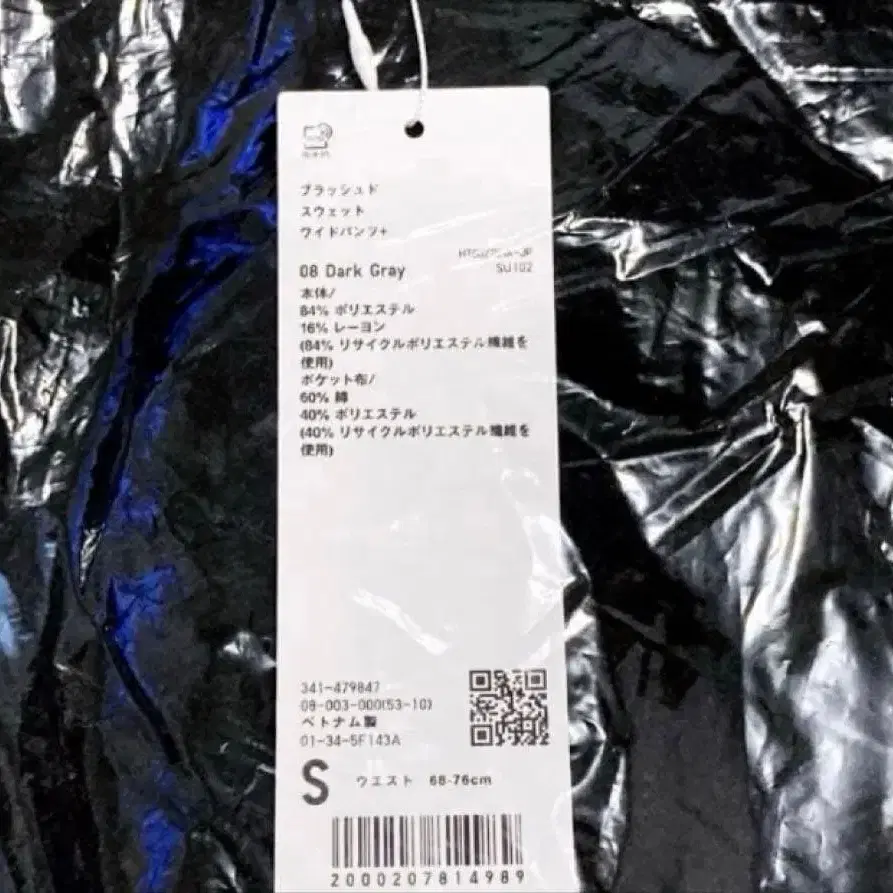 ブラッシュド
スウェット
ワイドパンツ+
08 Dark Gray
SU102
本体/
84% ポリエステル
16% レーヨン
(84% リサイクルポリエステル繊維を
使用)
ポケット布/
60% 綿
40% ポリエステル
(40% リサイクルポリエステル繊維を
使用)
341-479847
08-003-000(53-10)
ベトナム製
01-34-5F143A
S ウエスト 68-76cm
2000207814989